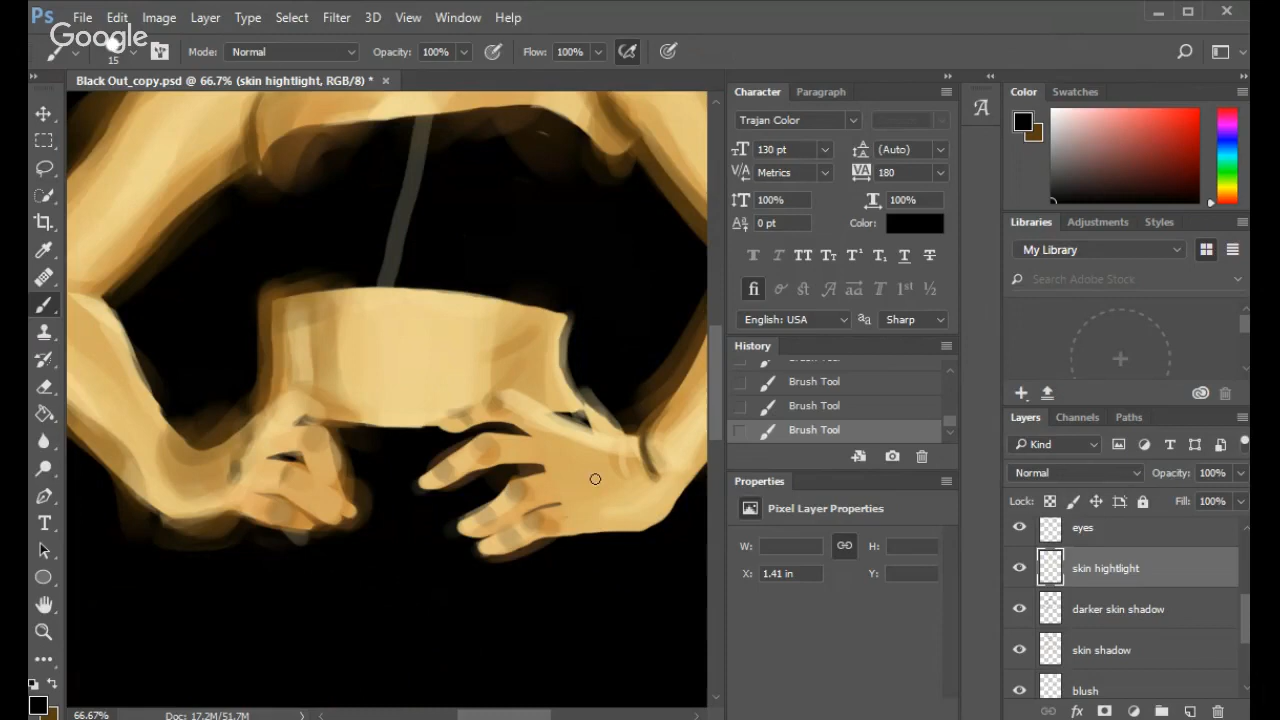 Ps File Edit Image Layer Type Select Filter 3D View Window Help
Google
15 Mode: Normal Opacity: 100% Flow: 100%
Black Out_copy.psd @ 66.7% (skin hightlight, RGB/8) *
Character Paragraph
Trajan Color
130 pt (Auto)
Metrics 180
100% 100%
0 pt Color:
English: USA Sharp
History
Brush Tool
Brush Tool
Brush Tool
Brush Tool
Properties
Pixel Layer Properties
W: H:
X: 1.41 in Y:
Color Swatches
Libraries Adjustments Styles
My Library
Search Adobe Stock
Layers Channels Paths
Kind
Normal Opacity: 100%
Lock: Fill: 100%
eyes
skin hightlight
darker skin shadow
skin shadow
blush
66.67% Doc: 17.2M/51.7M